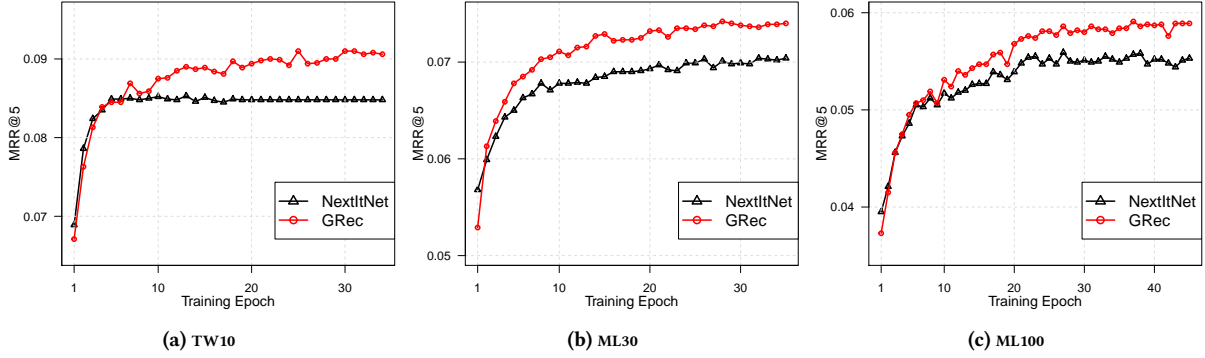 MRR@5
0.09
0.08
0.07
NextItNet
GRec
1
10
20
30
Training Epoch
(a) TW10
MRR@5
0.07
0.06
0.05
NextItNet
GRec
1
10
20
30
Training Epoch
(b) ML30
MRR@5
0.06
0.05
0.04
NextItNet
GRec
1
10
20
30
40
Training Epoch
(c) ML100